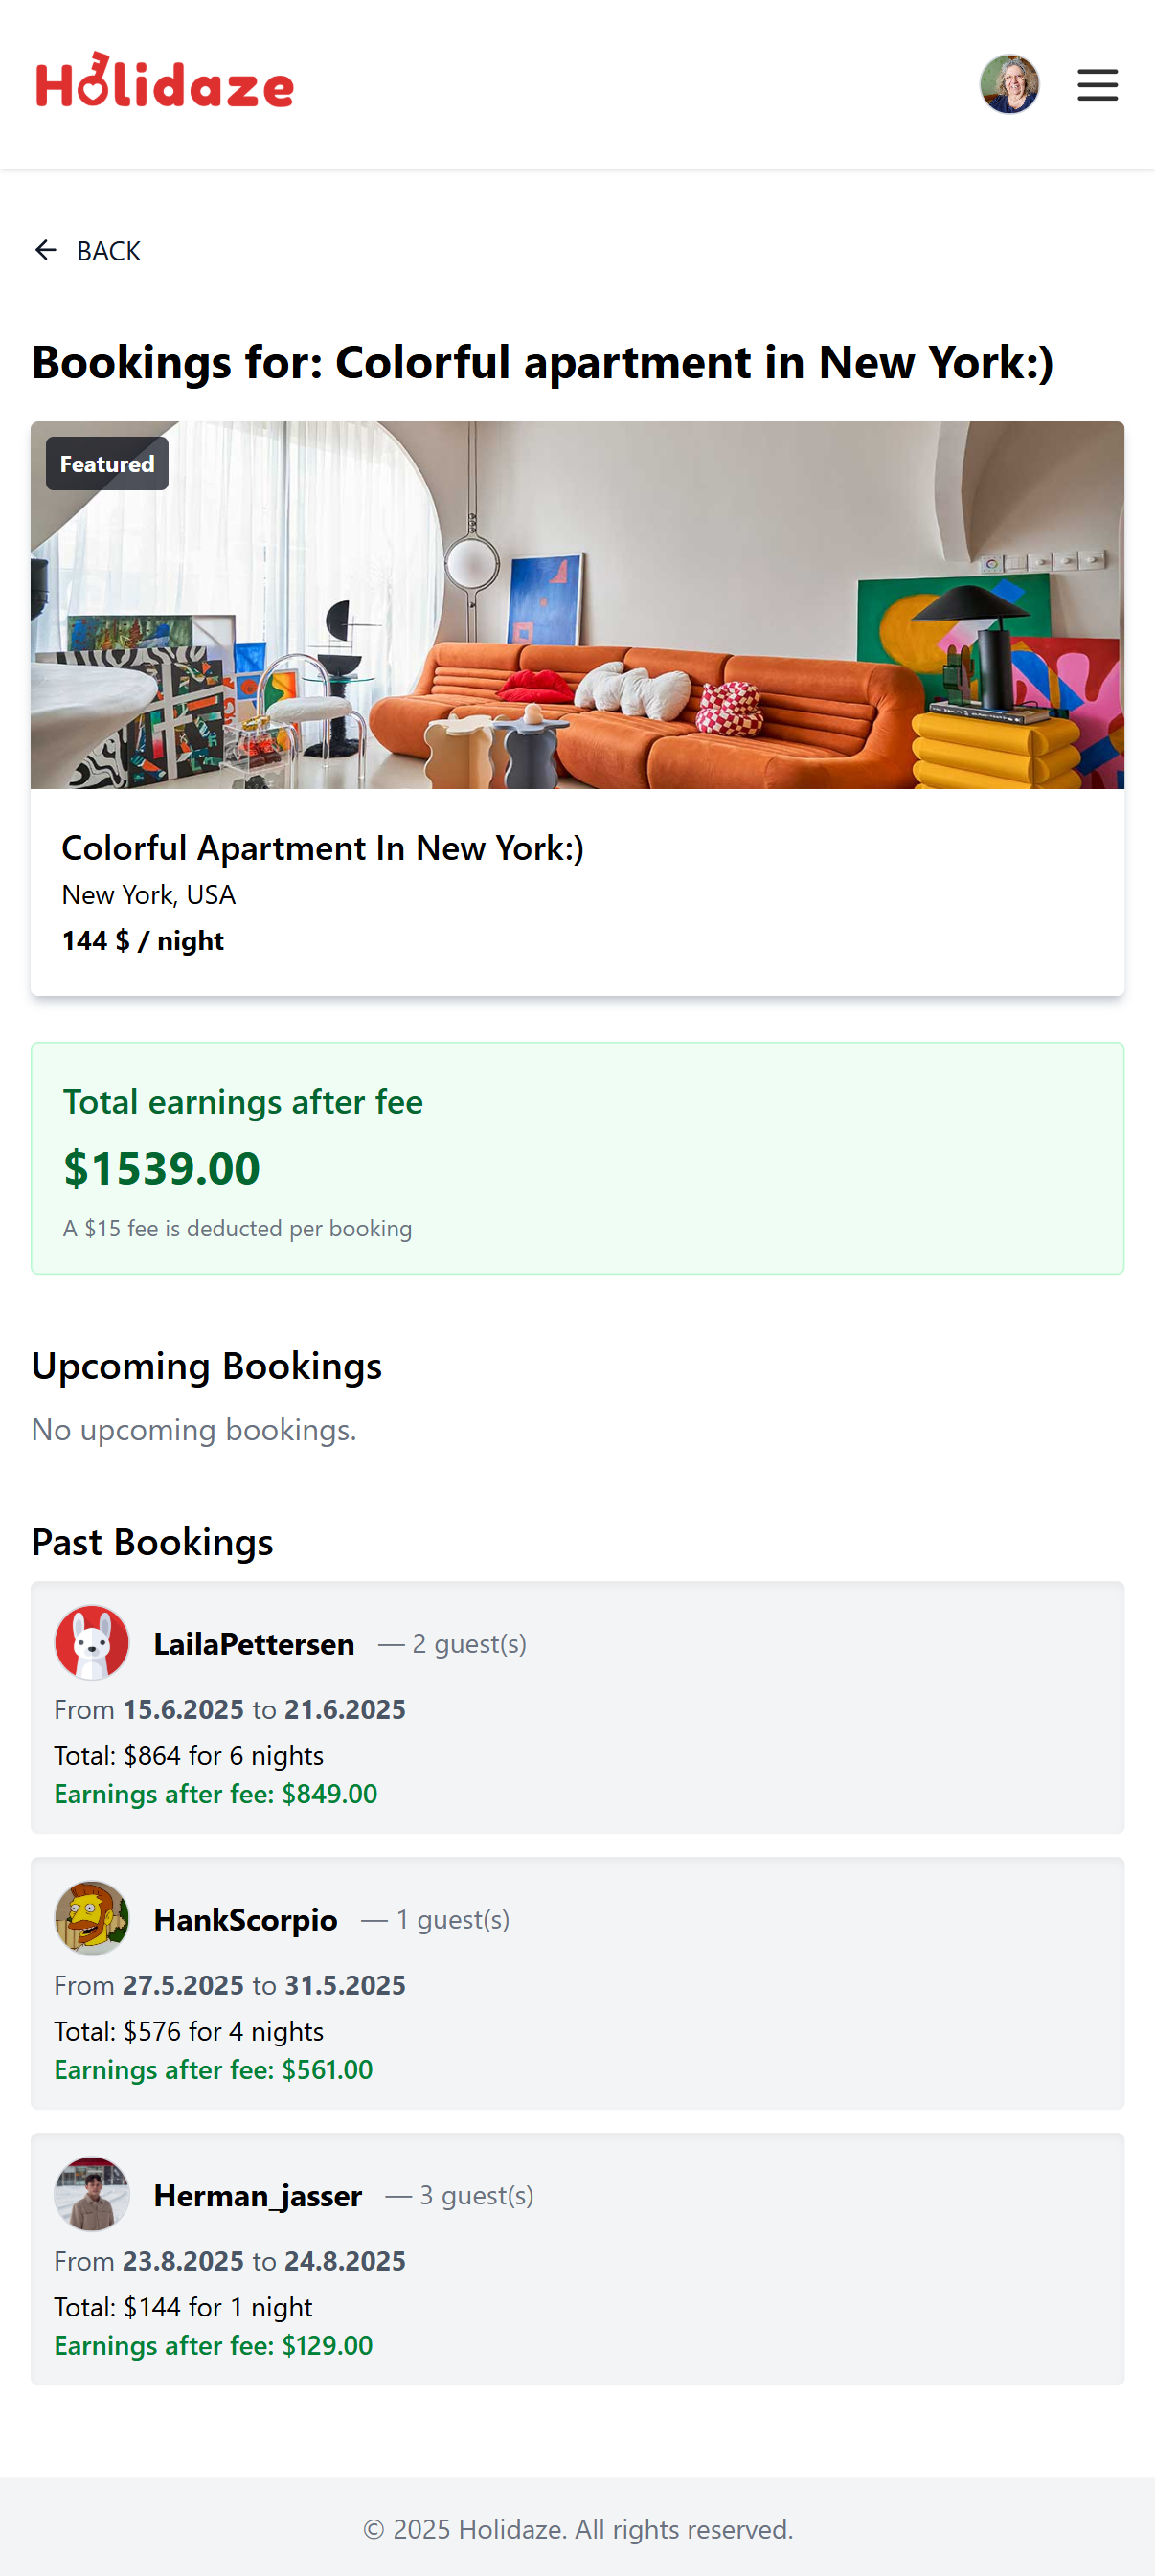 Holidaze
BACK
Bookings for: Colorful apartment in New York:)
Featured
Colorful Apartment In New York:)
New York, USA
144 $ / night
Total earnings after fee
$1539.00
A $15 fee is deducted per booking
Upcoming Bookings
No upcoming bookings.
Past Bookings
LailaPettersen — 2 guest(s)
From 15.6.2025 to 21.6.2025
Total: $864 for 6 nights
Earnings after fee: $849.00
HankScorpio — 1 guest(s)
From 27.5.2025 to 31.5.2025
Total: $576 for 4 nights
Earnings after fee: $561.00
Herman_jasser — 3 guest(s)
From 23.8.2025 to 24.8.2025
Total: $144 for 1 night
Earnings after fee: $129.00
© 2025 Holidaze. All rights reserved.